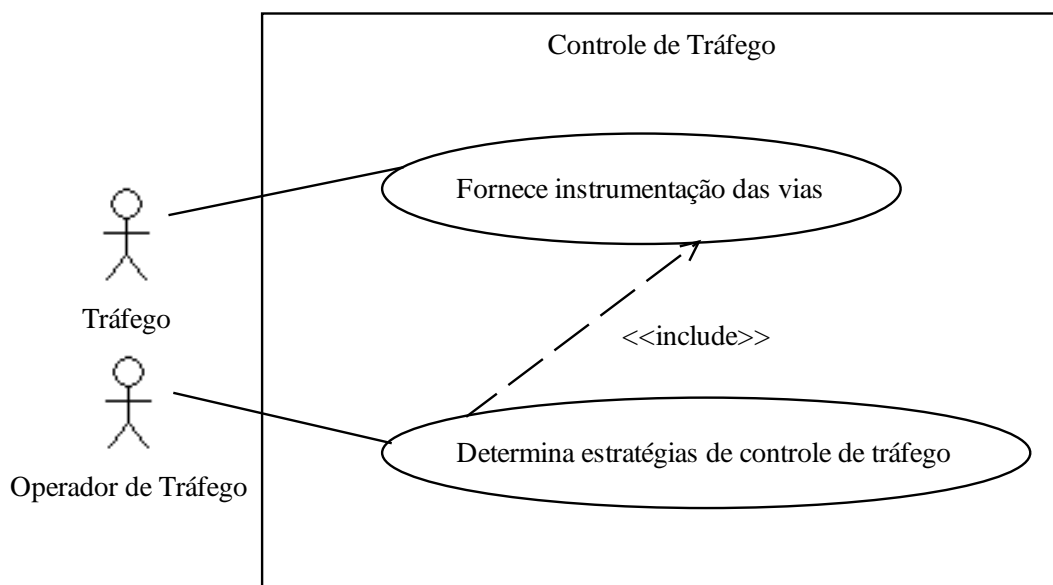 Controle de Tráfego
Fornece instrumentação das vias
Tráfego
<<include>>
Determina estratégias de controle de tráfego
Operador de Tráfego